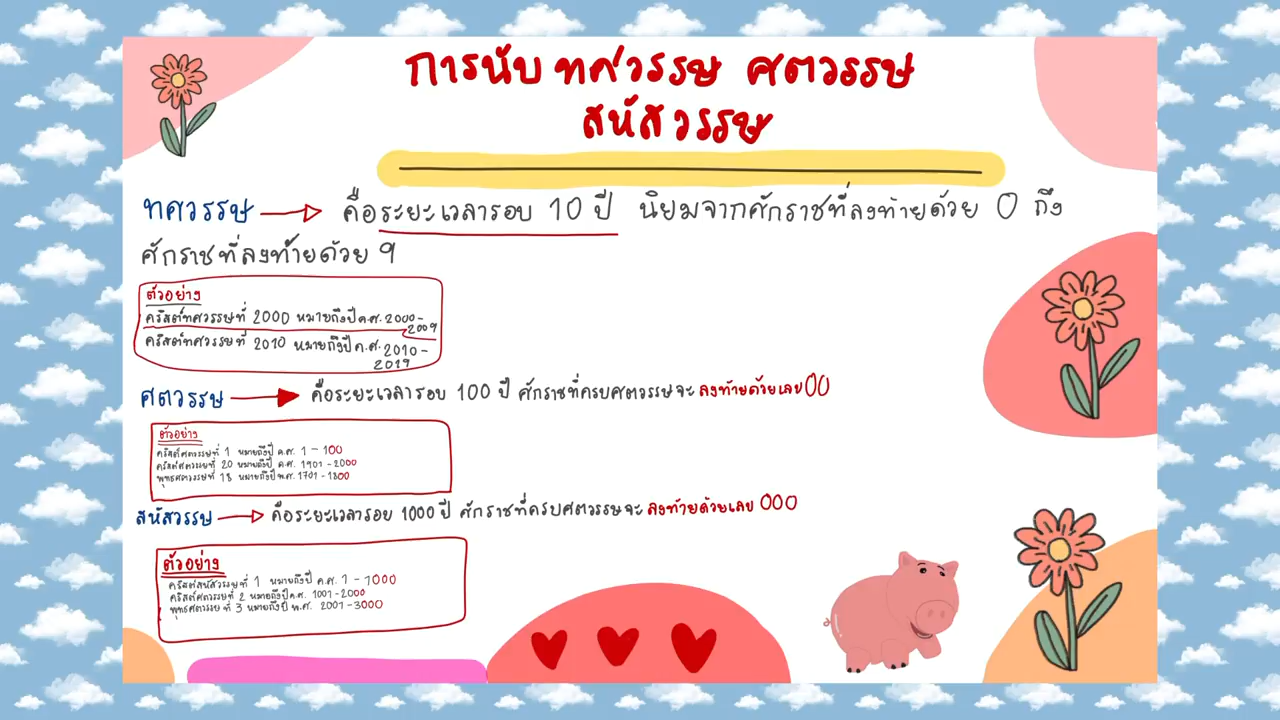 การนับ ทศวรรษ ศตวรรษ
สหัสวรรษ
ทศวรรษ คือระยะเวลารอบ 10 ปี นิยมจากศักราชที่ลงท้ายด้วย 0 ถึง
ศักราชที่ลงท้ายด้วย 9
ตัวอย่าง
คริสต์ทศวรรษที่ 2000 หมายถึงปี ค.ศ. 2000-
2009
คริสต์ทศวรรษที่ 2010 หมายถึงปี ค.ศ. 2010-
2019
ศตวรรษ คือระยะเวลารอบ 100 ปี ศักราชที่ครบศตวรรษจะ ลงท้ายด้วยเลข 00
ตัวอย่าง
คริสต์ศตวรรษที่ 1 หมายถึงปี ค.ศ. 1 - 100
คริสต์ศตวรรษที่ 20 หมายถึงปี ค.ศ. 1901 - 2000
พุทธศตวรรษที่ 18 หมายถึงปี พ.ศ. 1701 - 1800
สหัสวรรษ คือระยะเวลารอย 1000 ปี ศักราชที่ครบศตวรรษจะ ลงท้ายด้วยเลข 000
ตัวอย่าง
คริสต์สหัสวรรษที่ 1 หมายถึงปี ค.ศ. 1 - 1000
คริสตศตวรรษที่ 2 หมายถึงปี ค.ศ. 1001 - 2000
พุทธศตวรรย ที่ 3 หมายถึงปี พ.ศ. 2001 - 3000